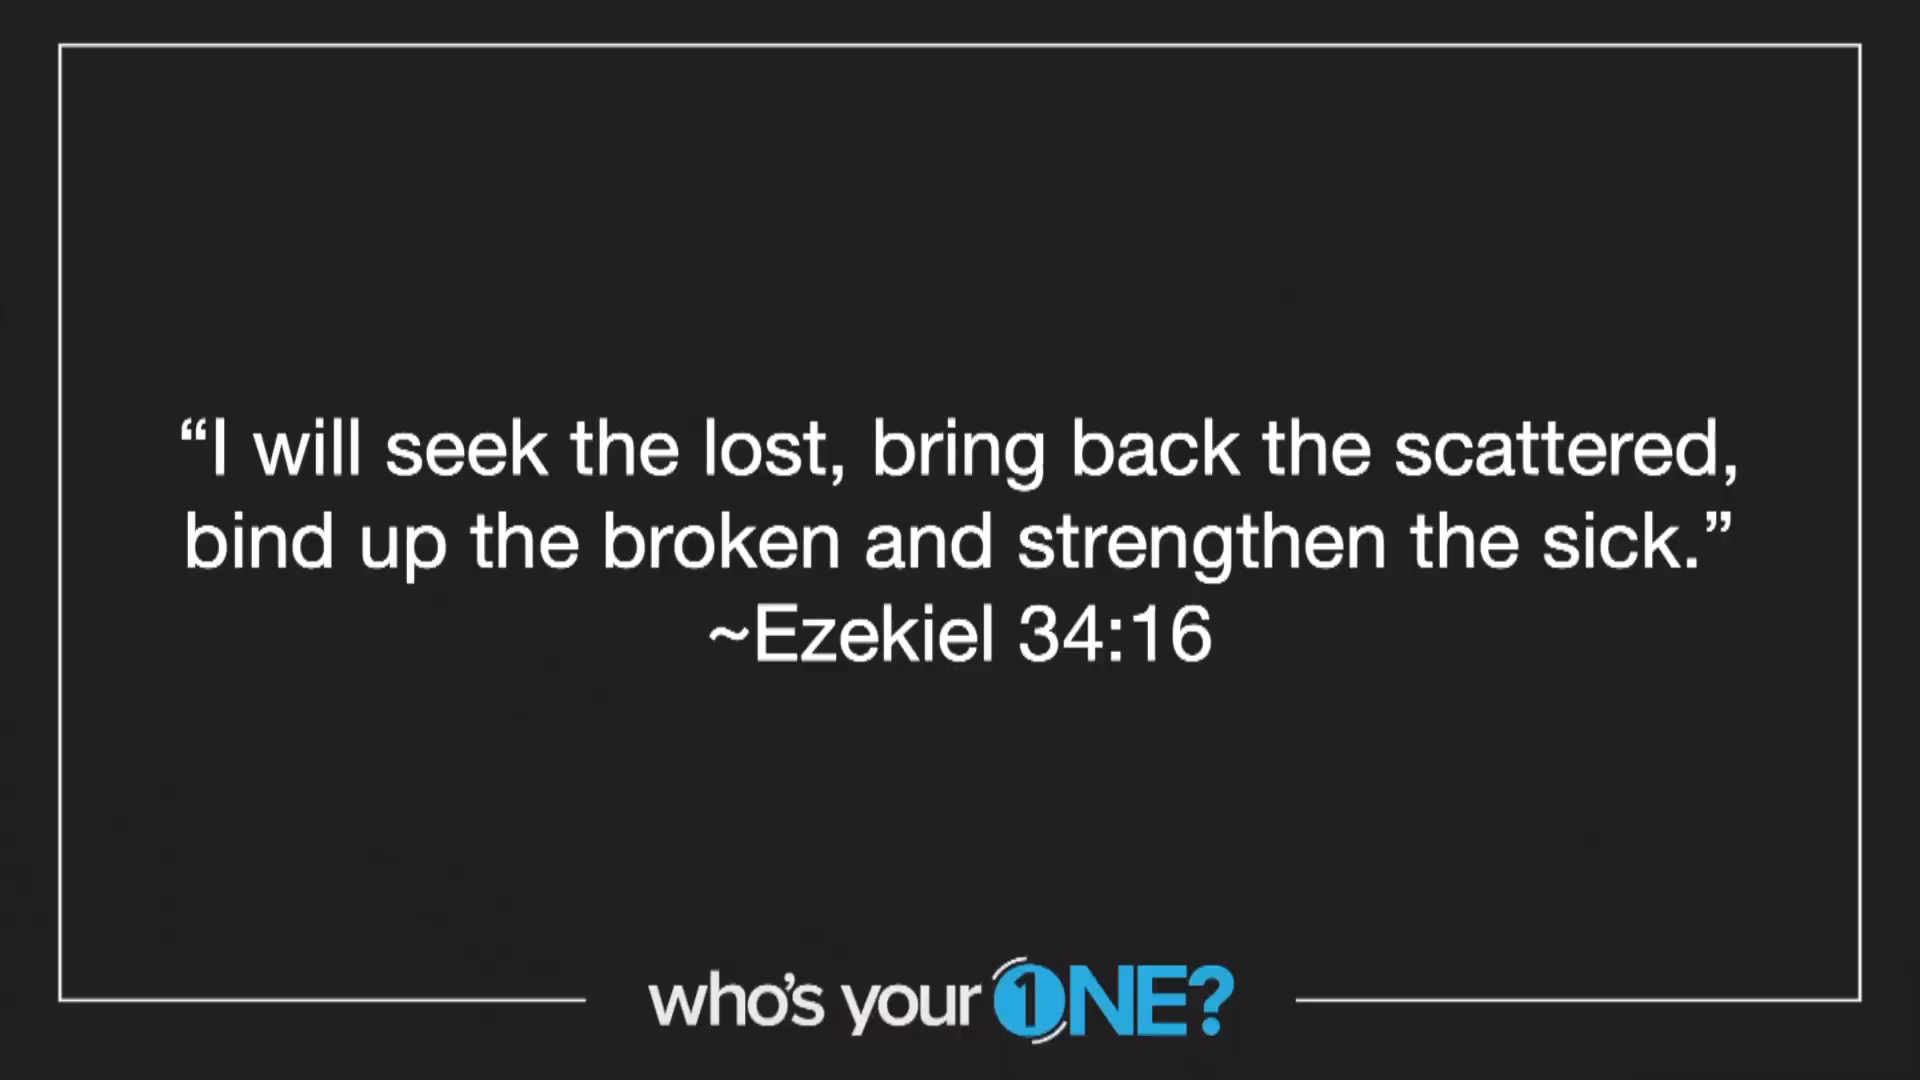 “I will seek the lost, bring back the scattered,
bind up the broken and strengthen the sick.”
~Ezekiel 34:16
who’s your 1NE?